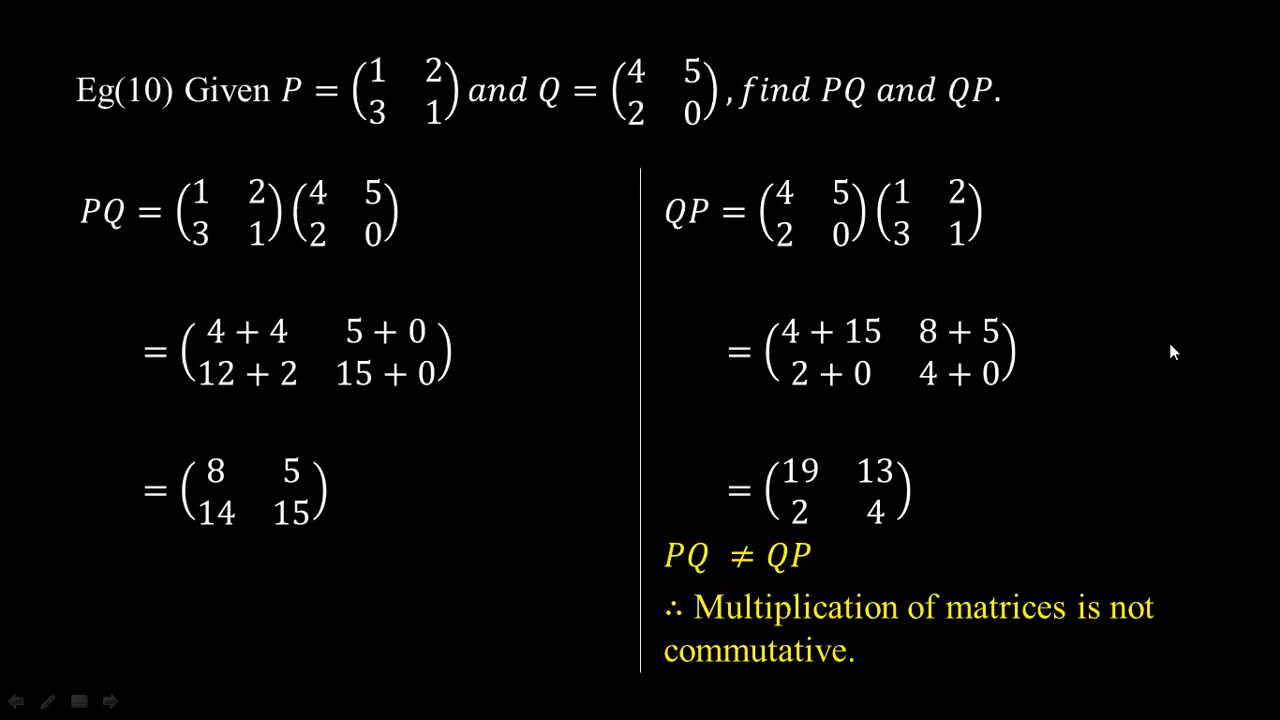 Eg(10) Given P = (1 2 3 1) and Q = (4 5 2 0), find PQ and QP.
PQ = (1 2 3 1)(4 5 2 0)
= (4 + 4 5 + 0 12 + 2 15 + 0)
= (8 5 14 15)
QP = (4 5 2 0)(1 2 3 1)
= (4 + 15 8 + 5 2 + 0 4 + 0)
= (19 13 2 4)
PQ ≠ QP
∴ Multiplication of matrices is not
commutative.